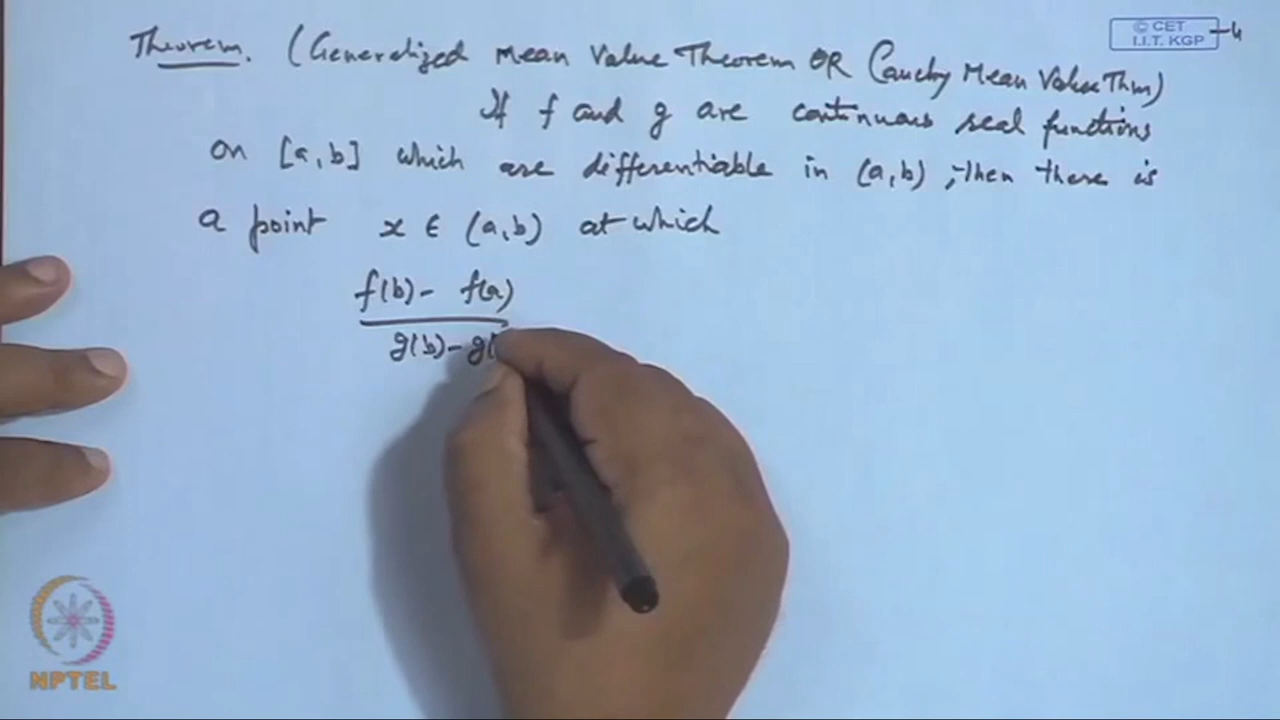 © CET
I.I.T. KGP
Theorem. (Generalized Mean Value Theorem OR Cauchy Mean Value Thm)
If f and g are continuous real functions
on [a,b] which are differentiable in (a,b), then there is
a point x ∈ (a,b) at which
f(b) - f(a)
g(b) - g(
NPTEL